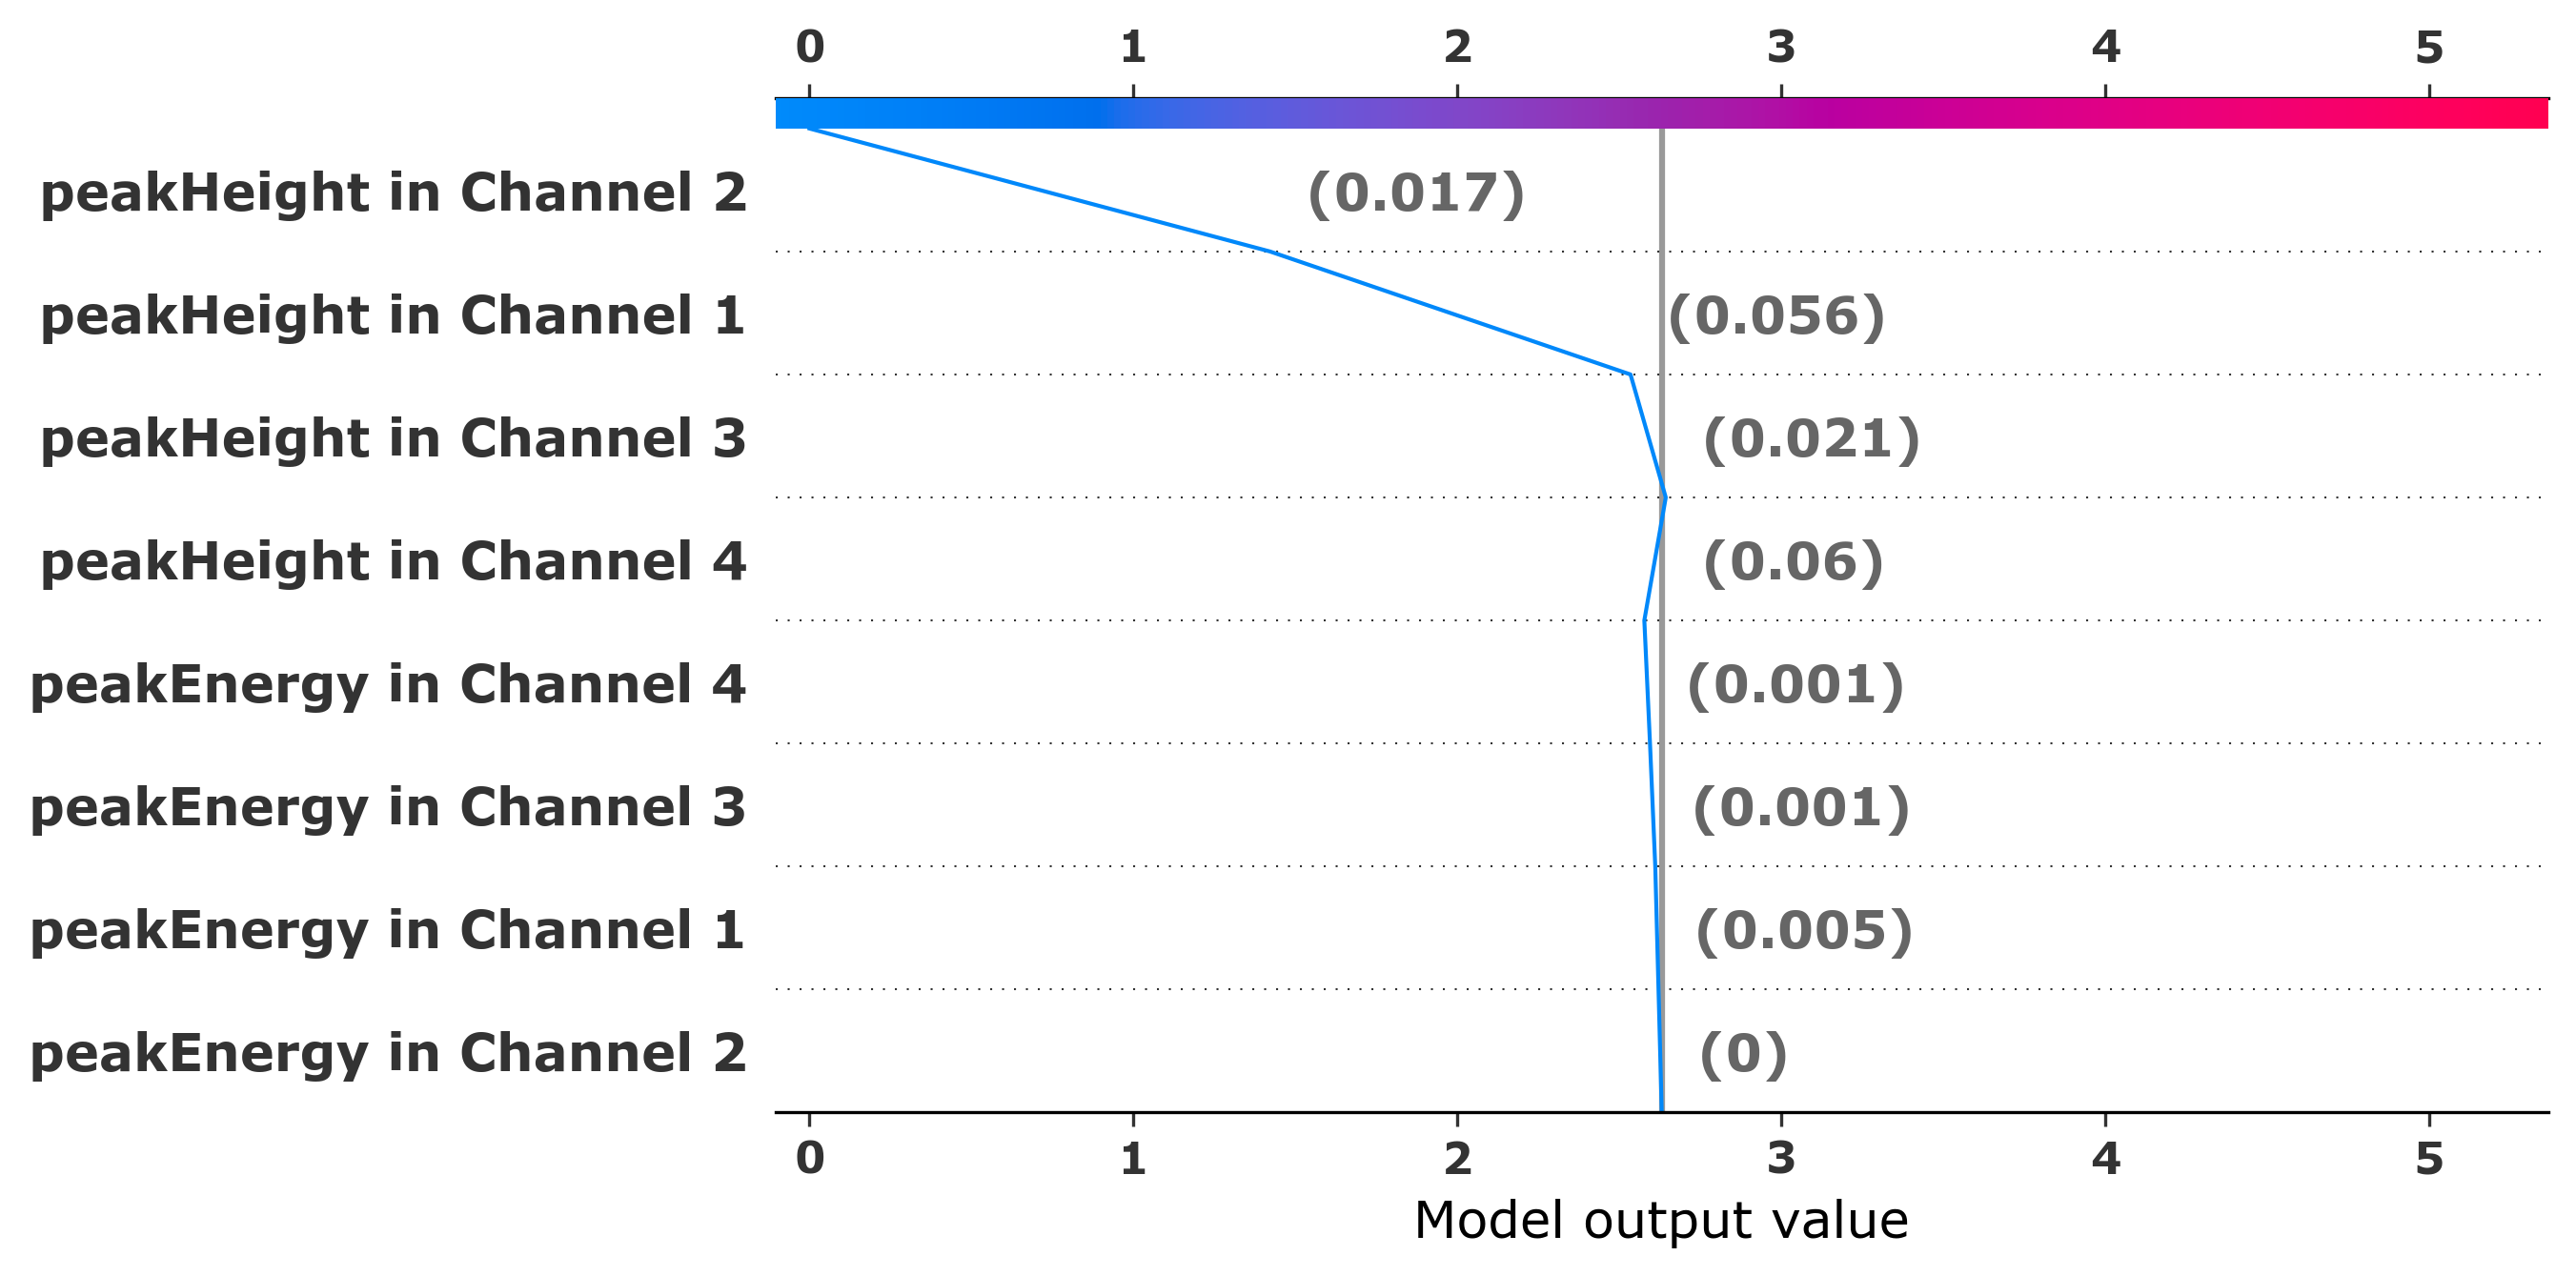 0 1 2 3 4 5
peakHeight in Channel 2 (0.017)
peakHeight in Channel 1 (0.056)
peakHeight in Channel 3 (0.021)
peakHeight in Channel 4 (0.06)
peakEnergy in Channel 4 (0.001)
peakEnergy in Channel 3 (0.001)
peakEnergy in Channel 1 (0.005)
peakEnergy in Channel 2 (0)
0 1 2 3 4 5
Model output value